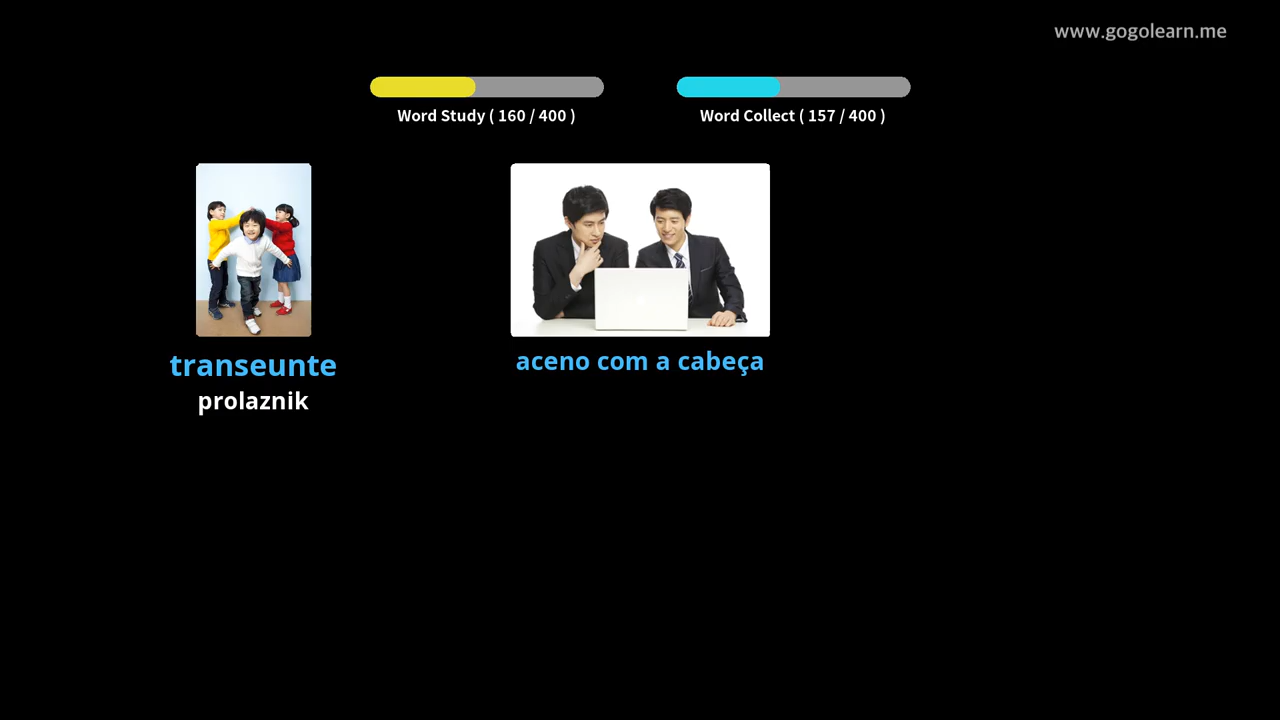 www.gogolearn.me
Word Study ( 160 / 400 )
Word Collect ( 157 / 400 )
transeunte
prolaznik
aceno com a cabeça